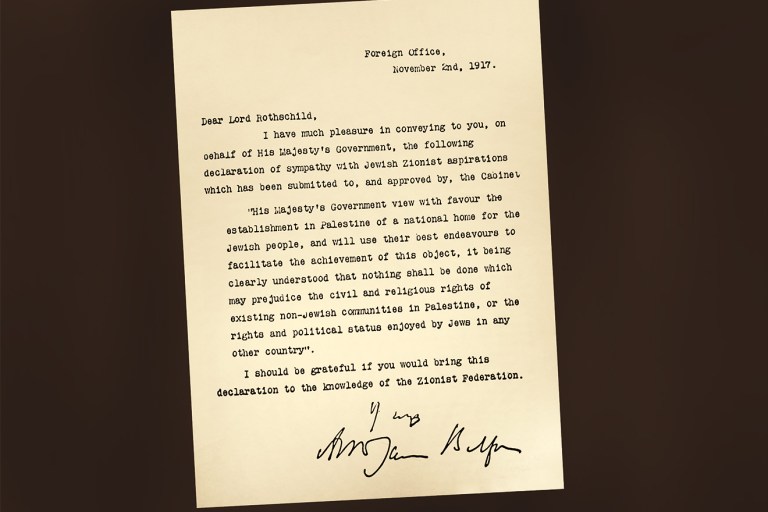 Foreign Office,
November 2nd, 1917.
Dear Lord Rothschild,
I have much pleasure in conveying to you, on
behalf of His Majesty's Government, the following
declaration of sympathy with Jewish Zionist aspirations
which has been submitted to, and approved by, the Cabinet
"His Majesty's Government view with favour the
establishment in Palestine of a national home for the
Jewish people, and will use their best endeavours to
facilitate the achievement of this object, it being
clearly understood that nothing shall be done which
may prejudice the civil and religious rights of
existing non-Jewish communities in Palestine, or the
rights and political status enjoyed by Jews in any
other country".
I should be grateful if you would bring this
declaration to the knowledge of the Zionist Federation.
Yours
Arthur James Balfour